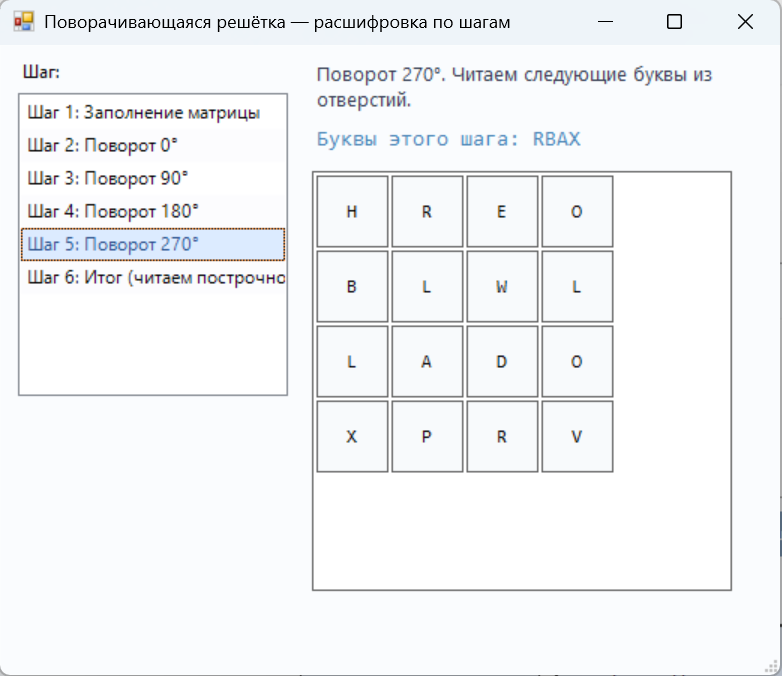 Поворачивающаяся решётка — расшифровка по шагам
Шаг:
Шаг 1: Заполнение матрицы
Шаг 2: Поворот 0°
Шаг 3: Поворот 90°
Шаг 4: Поворот 180°
Шаг 5: Поворот 270°
Шаг 6: Итог (читаем построчно
Поворот 270°. Читаем следующие буквы из
отверстий.
Буквы этого шага: RBAX
H R E O
B L W L
L A D O
X P R V